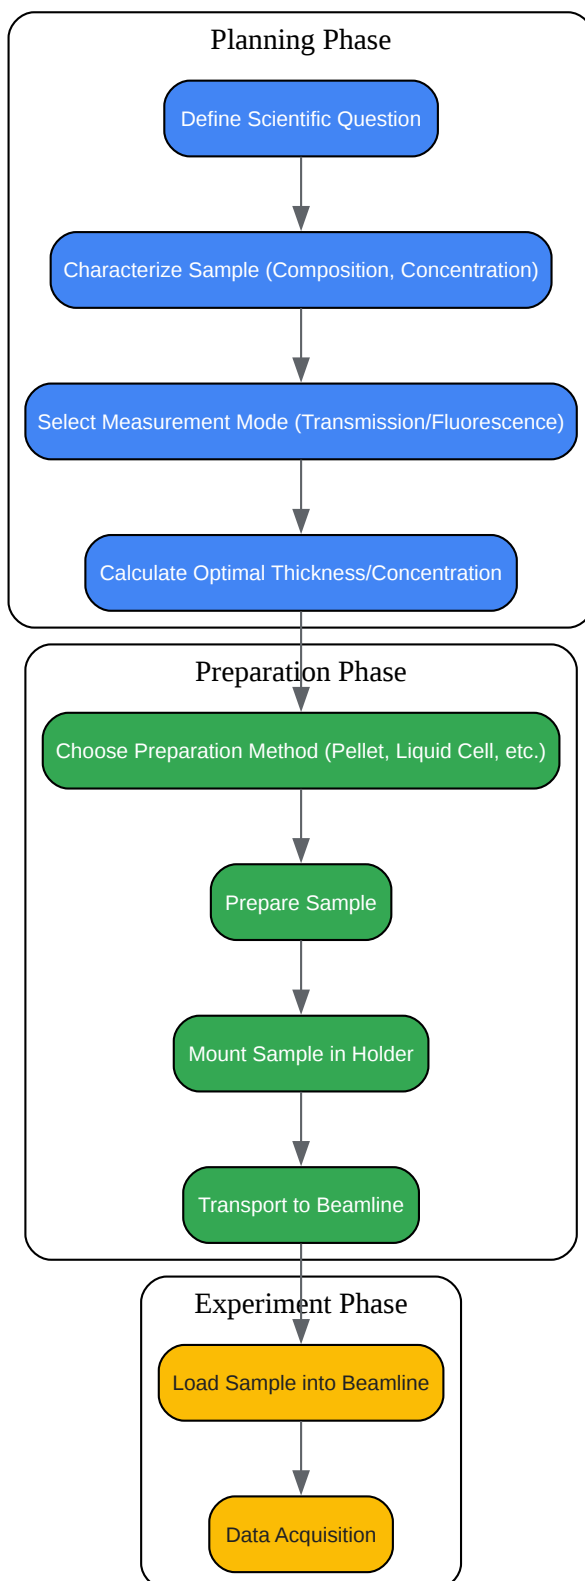 Planning Phase
Define Scientific Question
Characterize Sample (Composition, Concentration)
Select Measurement Mode (Transmission/Fluorescence)
Calculate Optimal Thickness/Concentration
Preparation Phase
Choose Preparation Method (Pellet, Liquid Cell, etc.)
Prepare Sample
Mount Sample in Holder
Transport to Beamline
Experiment Phase
Load Sample into Beamline
Data Acquisition